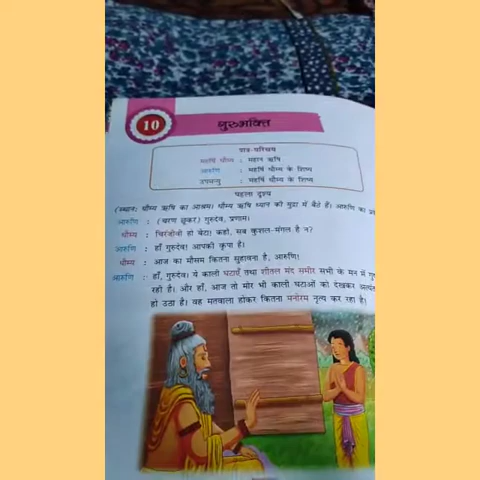 10
गुरुभक्ति
पात्र-परिचय
महर्षि धौम्य : महान ऋषि
आरुणि : महर्षि धौम्य के शिष्य
उपमन्यु : महर्षि धौम्य के शिष्य
पहला दृश्य
(स्थान: धौम्य ऋषि का आश्रम। धौम्य ऋषि ध्यान की मुद्रा में बैठे हैं। आरुणि का
आरुणि : (चरण छूकर) गुरुदेव, प्रणाम।
धौम्य : चिरंजीवी हो बेटा! कहो, सब कुशल-मंगल है न?
आरुणि : हाँ गुरुदेव! आपकी कृपा है।
धौम्य : आज का मौसम कितना सुहावना है, आरुणि!
आरुणि : हाँ, गुरुदेव! ये काली घटाएँ तथा शीतल मंद समीर सभी के मन में
रही हैं। और हाँ, आज तो मोर भी काली घटाओं को देखकर
हो उठा है। वह मतवाला होकर कितना मनोरम नृत्य कर रहा है!